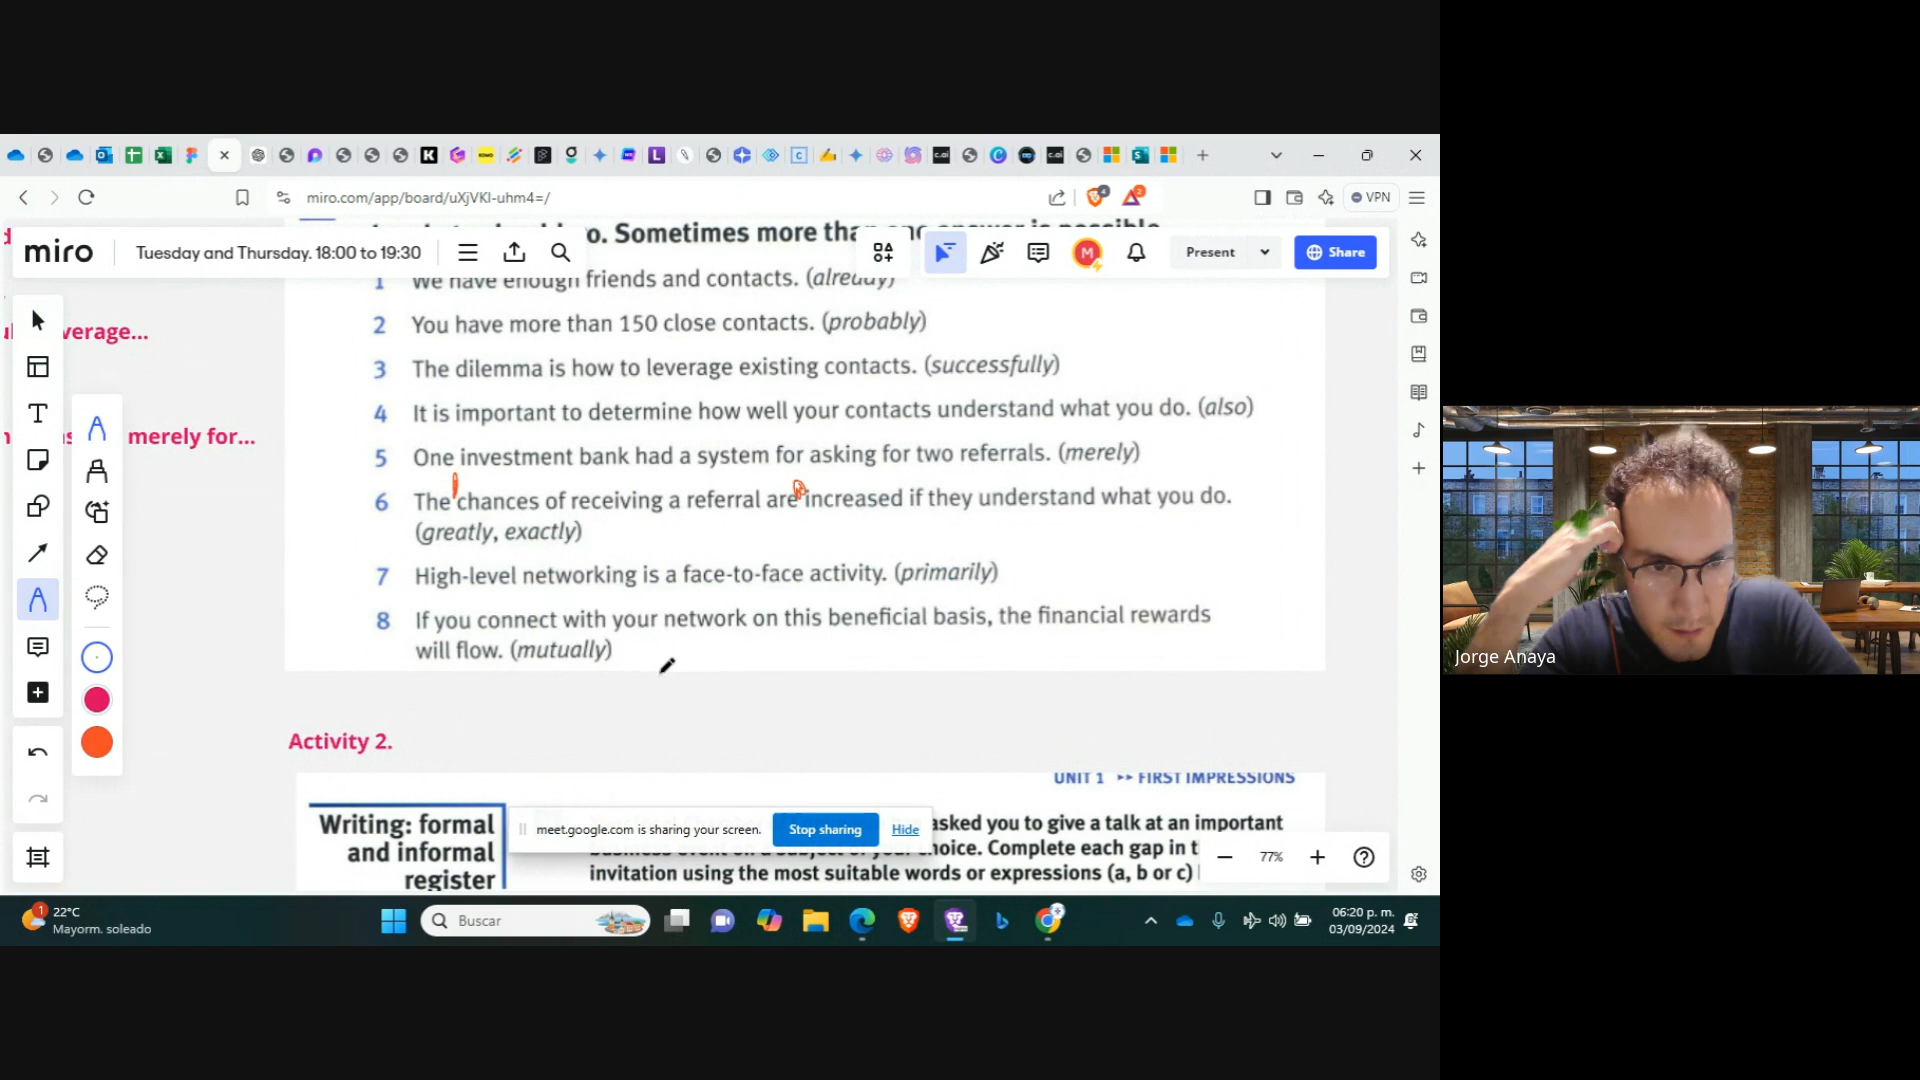 miro.com/app/board/uXjVKl-uhm4=/
VPN
o. Sometimes more than one answer is possible
miro
Tuesday and Thursday. 18:00 to 19:30
Present
Share
1 We have enough friends and contacts. (already)
2 You have more than 150 close contacts. (probably)
verage...
3 The dilemma is how to leverage existing contacts. (successfully)
4 It is important to determine how well your contacts understand what you do. (also)
merely for...
5 One investment bank had a system for asking for two referrals. (merely)
6 The chances of receiving a referral are increased if they understand what you do.
(greatly, exactly)
7 High-level networking is a face-to-face activity. (primarily)
8 If you connect with your network on this beneficial basis, the financial rewards
will flow. (mutually)
Jorge Anaya
Activity 2.
UNIT 1 ▸▸ FIRST IMPRESSIONS
Writing: formal
and informal
register
asked you to give a talk at an important
choice. Complete each gap in t
invitation using the most suitable words or expressions (a, b or c)
meet.google.com is sharing your screen.
Stop sharing
Hide
77%
22°C
Mayorm. soleado
Buscar
06:20 p. m.
03/09/2024